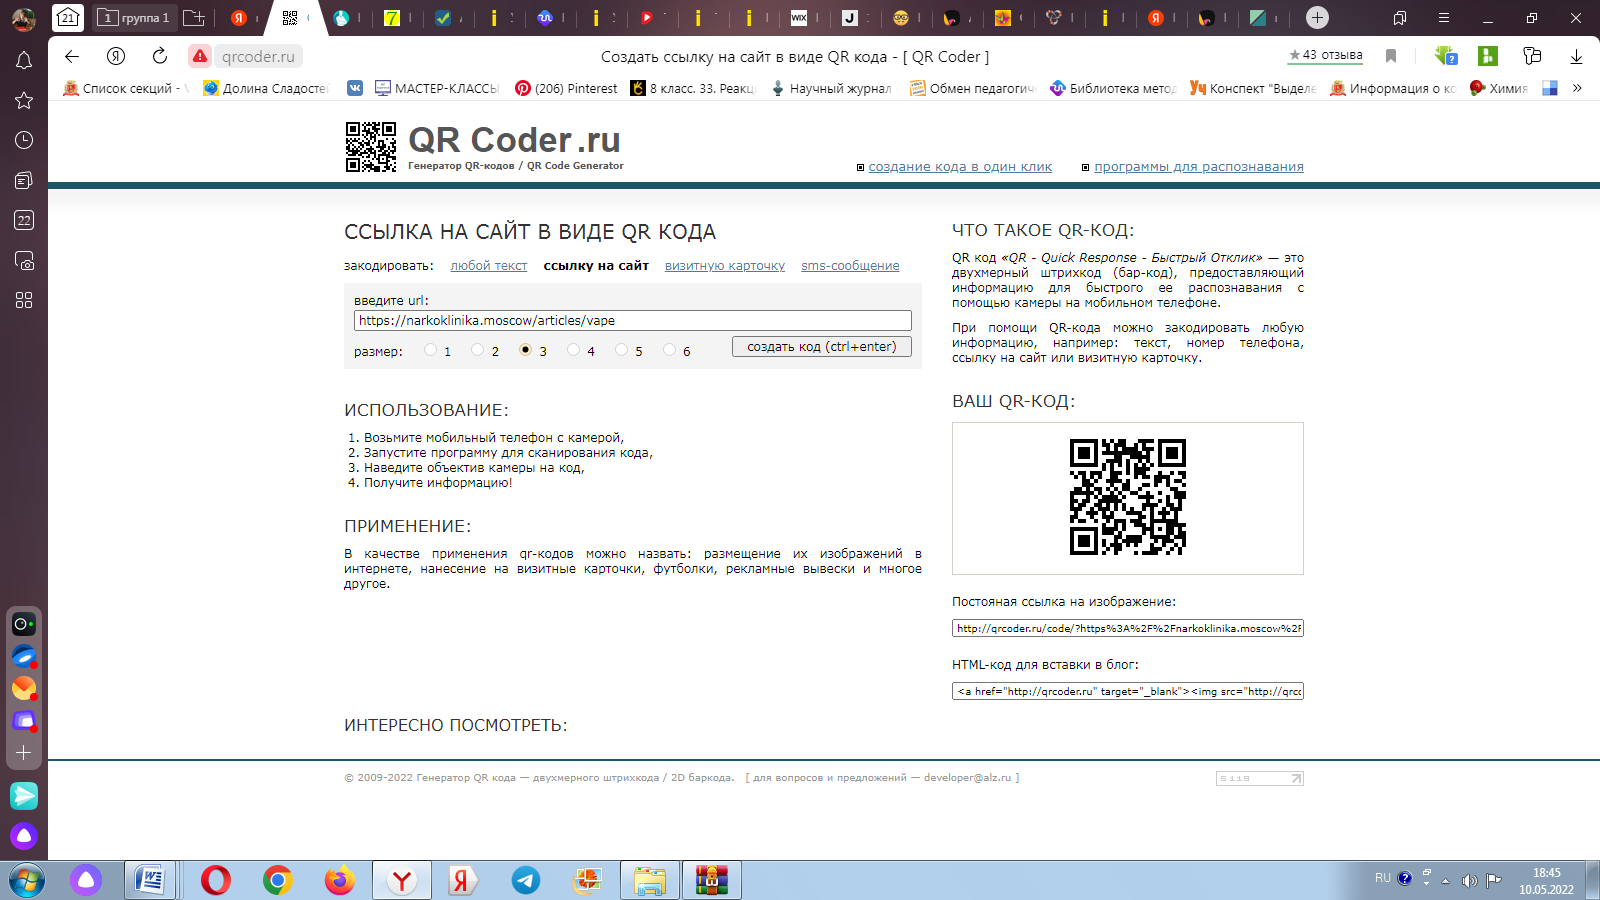 21
1 группа 1
qrcoder.ru
Создать ссылку на сайт в виде QR кода - [ QR Coder ]
★ 43 отзыва
Список секций -
Долина Сладостей
МАСТЕР-КЛАССЫ
(206) Pinterest
8 класс. 33. Реакц
Научный журнал
Обмен педагогич
Библиотека метод
Конспект "Выделе
Информация о ко
Химия
QR Coder.ru
Генератор QR-кодов / QR Code Generator
создание кода в один клик
программы для распознавания
ССЫЛКА НА САЙТ В ВИДЕ QR КОДА
закодировать: любой текст ссылку на сайт визитную карточку sms-сообщение
введите url:
https://narkoklinika.moscow/articles/vape
размер: 1 2 3 4 5 6
создать код (ctrl+enter)
ИСПОЛЬЗОВАНИЕ:
1. Возьмите мобильный телефон с камерой,
2. Запустите программу для сканирования кода,
3. Наведите объектив камеры на код,
4. Получите информацию!
ПРИМЕНЕНИЕ:
В качестве применения qr-кодов можно назвать: размещение их изображений в
интернете, нанесение на визитные карточки, футболки, рекламные вывески и многое
другое.
ИНТЕРЕСНО ПОСМОТРЕТЬ:
ЧТО ТАКОЕ QR-КОД:
QR код «QR - Quick Response - Быстрый Отклик» — это
двухмерный штрихкод (бар-код), предоставляющий
информацию для быстрого ее распознавания с
помощью камеры на мобильном телефоне.
При помощи QR-кода можно закодировать любую
информацию, например: текст, номер телефона,
ссылку на сайт или визитную карточку.
ВАШ QR-КОД:
Постояная ссылка на изображение:
http://qrcoder.ru/code/?https%3A%2F%2Fnarkoklinika.moscow%2F
HTML-код для вставки в блог:
<a href="http://qrcoder.ru" target="_blank"><img src="http://qrco
© 2009-2022 Генератор QR кода — двухмерного штрихкода / 2D баркода. [ для вопросов и предложений — developer@alz.ru ]
22
RU
18:45
10.05.2022